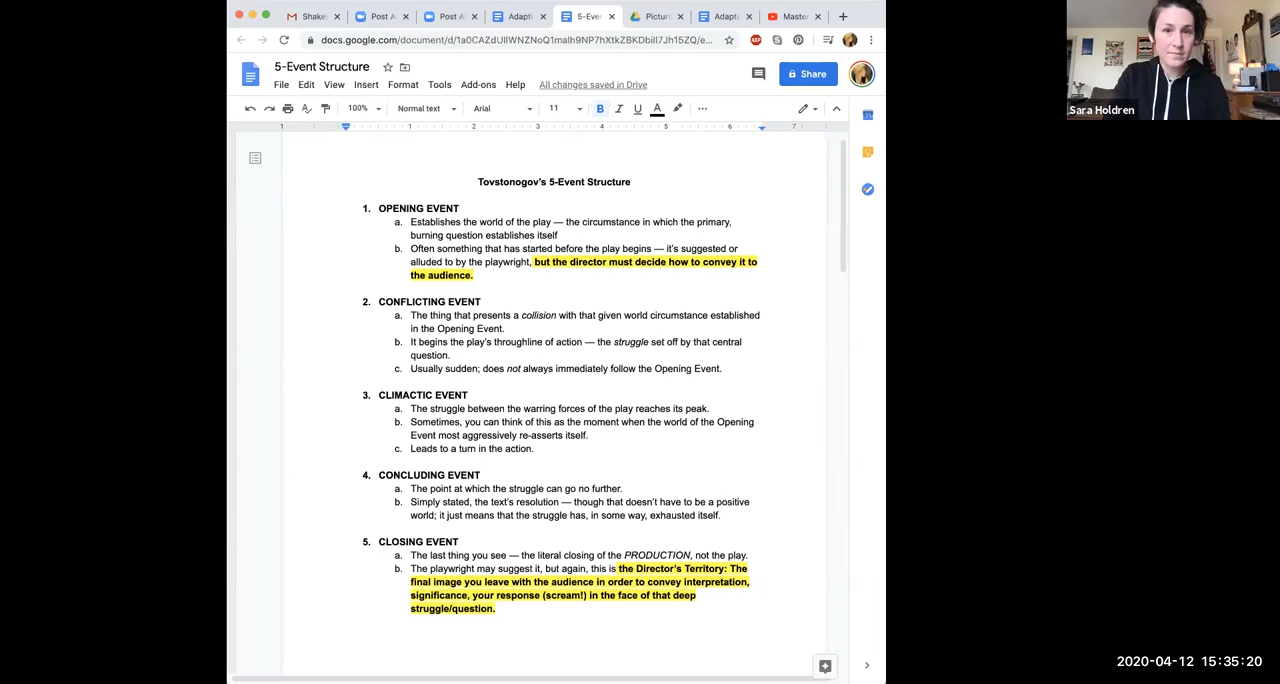 Shakes
Post A
Post A
Adapti
5-Even
Picture
Adapti
Master
docs.google.com/document/d/
5-Event Structure
File Edit View Insert Format Tools Add-ons Help All changes saved in Drive
Share
100% Normal text Arial 11 B I U A
1 1 2 3 4 5 6 7
Tovstonogov's 5-Event Structure
1. OPENING EVENT
a. Establishes the world of the play — the circumstance in which the primary,
burning question establishes itself
b. Often something that has started before the play begins — it's suggested or
alluded to by the playwright, but the director must decide how to convey it to
the audience.
2. CONFLICTING EVENT
a. The thing that presents a collision with that given world circumstance established
in the Opening Event.
b. It begins the play's throughline of action — the struggle set off by that central
question.
c. Usually sudden; does not always immediately follow the Opening Event.
3. CLIMACTIC EVENT
a. The struggle between the warring forces of the play reaches its peak.
b. Sometimes, you can think of this as the moment when the world of the Opening
Event most aggressively re-asserts itself.
c. Leads to a turn in the action.
4. CONCLUDING EVENT
a. The point at which the struggle can go no further.
b. Simply stated, the text's resolution — though that doesn't have to be a positive
world; it just means that the struggle has, in some way, exhausted itself.
5. CLOSING EVENT
a. The last thing you see — the literal closing of the PRODUCTION, not the play.
b. The playwright may suggest it, but again, this is the Director's Territory: The
final image you leave with the audience in order to convey interpretation,
significance, your response (scream!) in the face of that deep
struggle/question.
Sara Holdren
2020-04-12 15:35:20